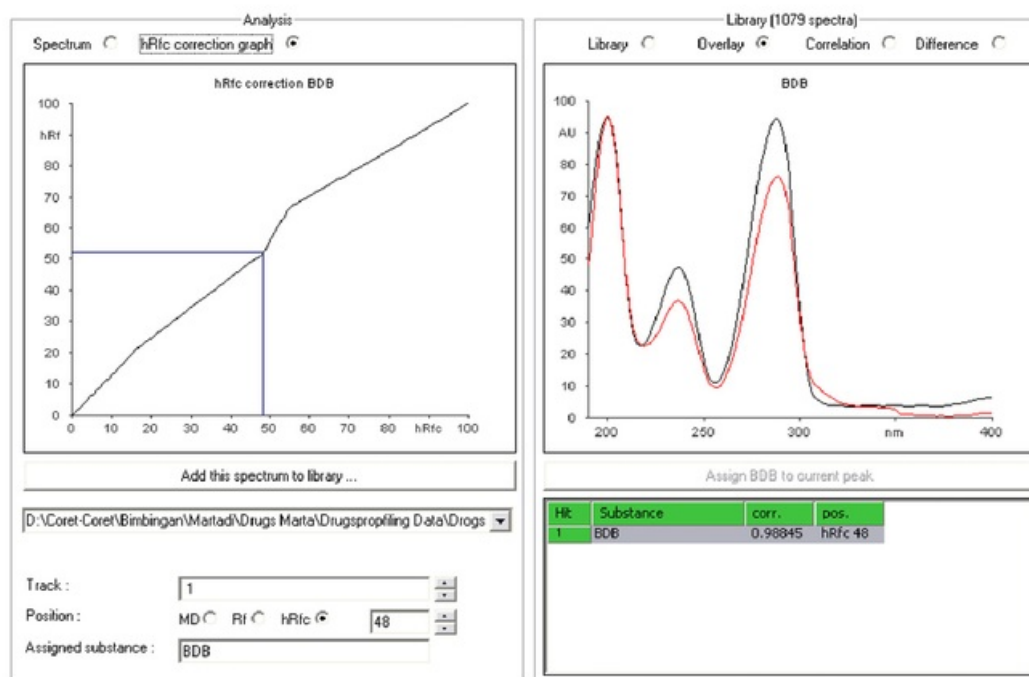 Analysis
Spectrum hRfc correction graph
hRfc correction BDB
100
hRf
90
80
70
60
50
40
30
20
10
0
0 10 20 30 40 50 60 70 80 hRfc 100
Add this spectrum to library ...
D:\Coret-Coret\Bimbingan\Martadi\Drugs Marta\Drugspropfiling Data\Drogs
Track : 1
Position : MD Rf hRfc 48
Assigned substance : BDB
Library (1079 spectra)
Library Overlay Correlation Difference
BDB
100
AU
90
80
70
60
50
40
30
20
10
0
200 250 300 nm 400
Assign BDB to current peak
Hit Substance corr. pos.
1 BDB 0.98845 hRfc 48